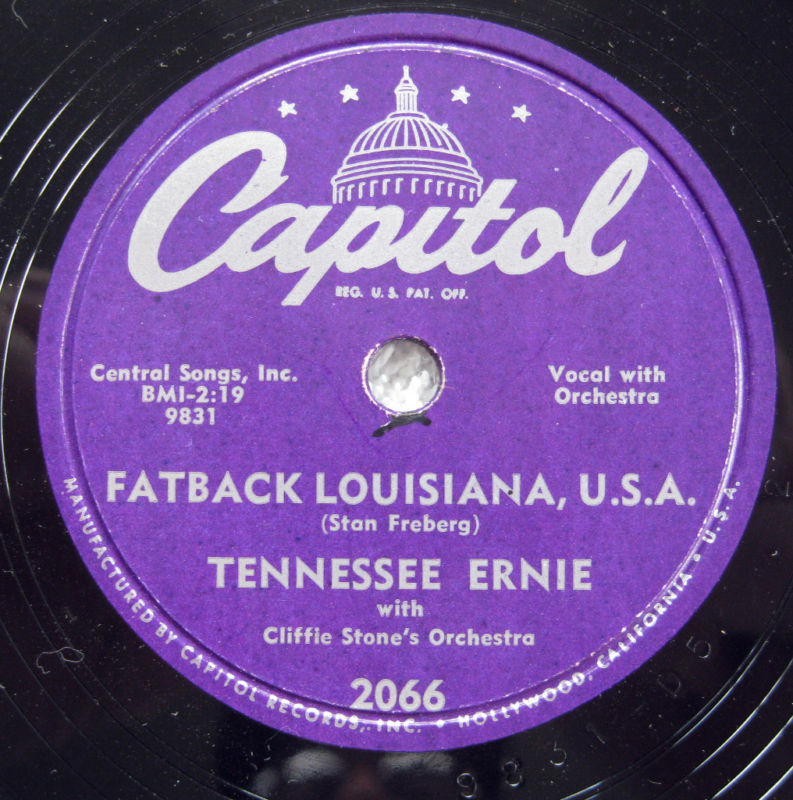 Capitol
REG. U. S. PAT. OFF.
Central Songs, Inc.
BMI-2:19
9831
Vocal with
Orchestra
FATBACK LOUISIANA, U.S.A.
(Stan Freberg)
TENNESSEE ERNIE
with
Cliffie Stone's Orchestra
2066
MANUFACTURED BY CAPITOL RECORDS, INC. • HOLLYWOOD, CALIFORNIA • U.S.A.